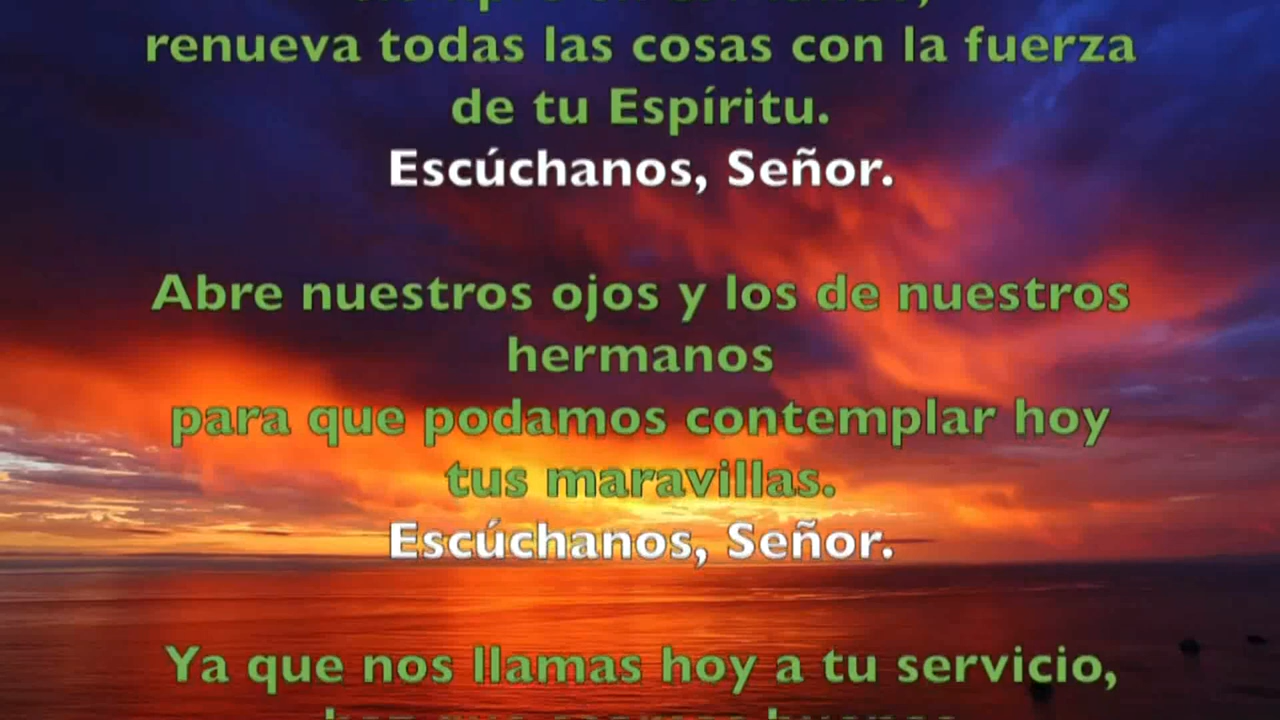 renueva todas las cosas con la fuerza
de tu Espíritu.
Escúchanos, Señor.
Abre nuestros ojos y los de nuestros
hermanos
para que podamos contemplar hoy
tus maravillas.
Escúchanos, Señor.
Ya que nos llamas hoy a tu servicio,